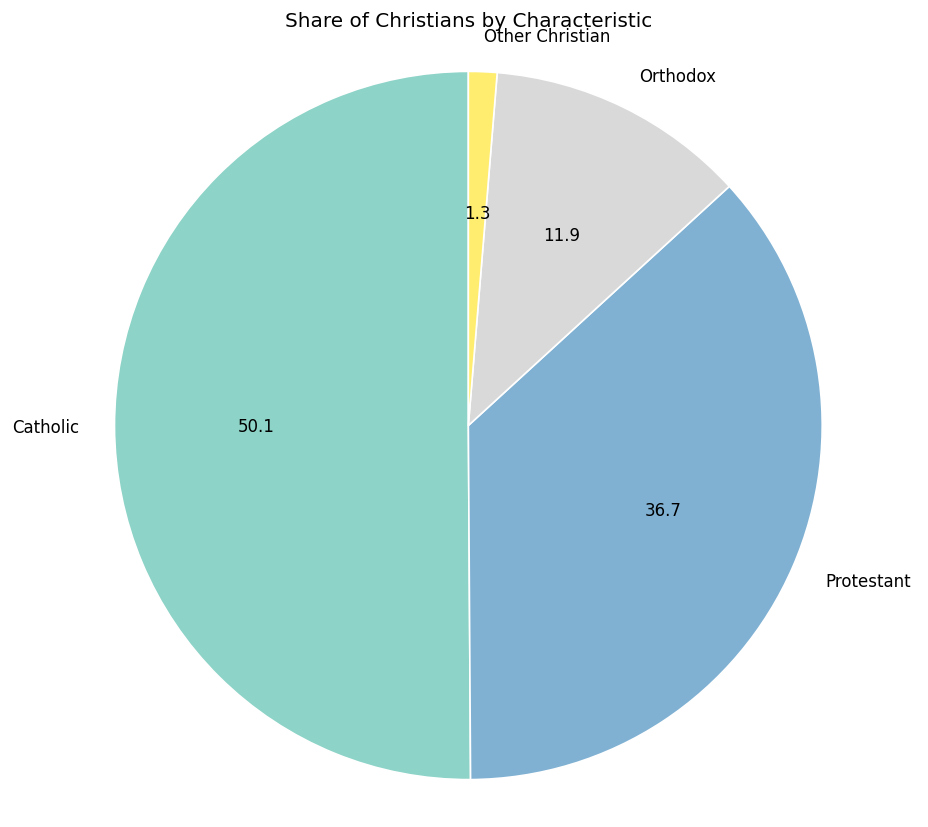 Share of Christians by Characteristic
Other Christian
Orthodox
1.3
11.9
Catholic
50.1
36.7
Protestant